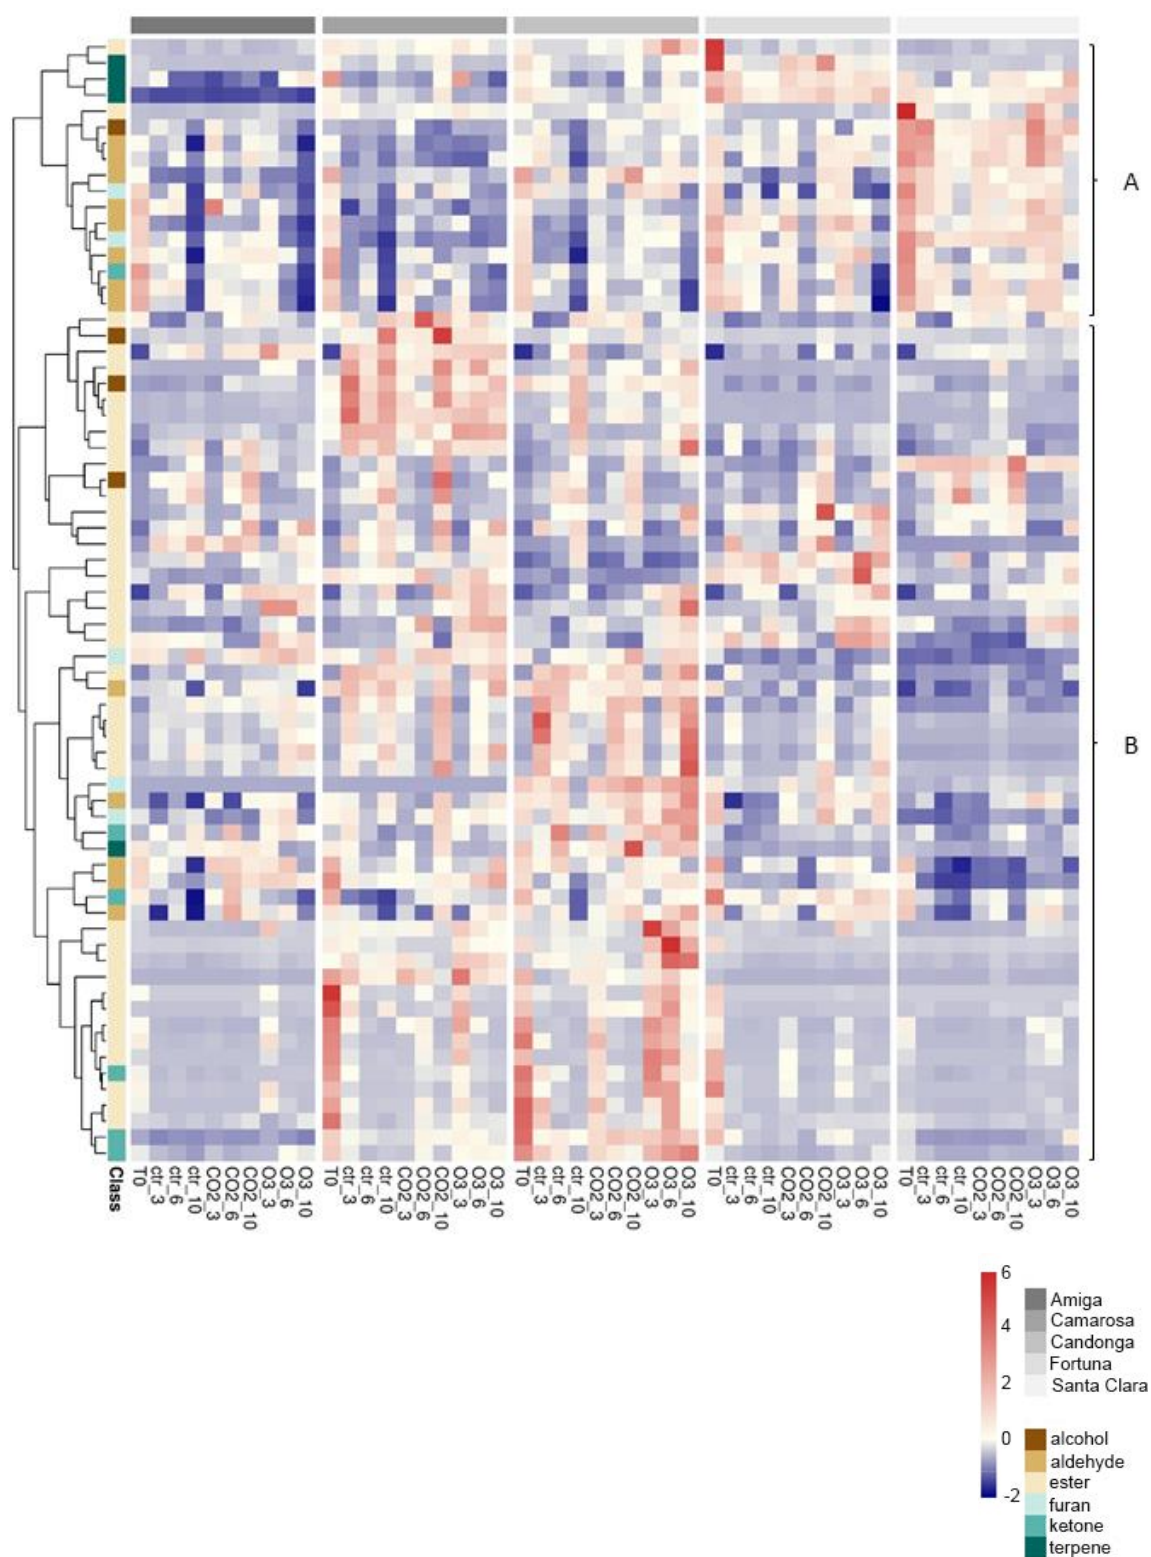 A
B
Class
T0
ctr_3
ctr_6
ctr_10
CO2_3
CO2_6
CO2_10
O3_3
O3_6
O3_10
T0
ctr_3
ctr_6
ctr_10
CO2_3
CO2_6
CO2_10
O3_3
O3_6
O3_10
T0
ctr_3
ctr_6
ctr_10
CO2_3
CO2_6
CO2_10
O3_3
O3_6
O3_10
T0
ctr_3
ctr_6
ctr_10
CO2_3
CO2_6
CO2_10
O3_3
O3_6
O3_10
T0
ctr_3
ctr_6
ctr_10
CO2_3
CO2_6
CO2_10
O3_3
O3_6
O3_10
6
4
2
0
-2
Amiga
Camarosa
Candonga
Fortuna
Santa Clara
alcohol
aldehyde
ester
furan
ketone
terpene